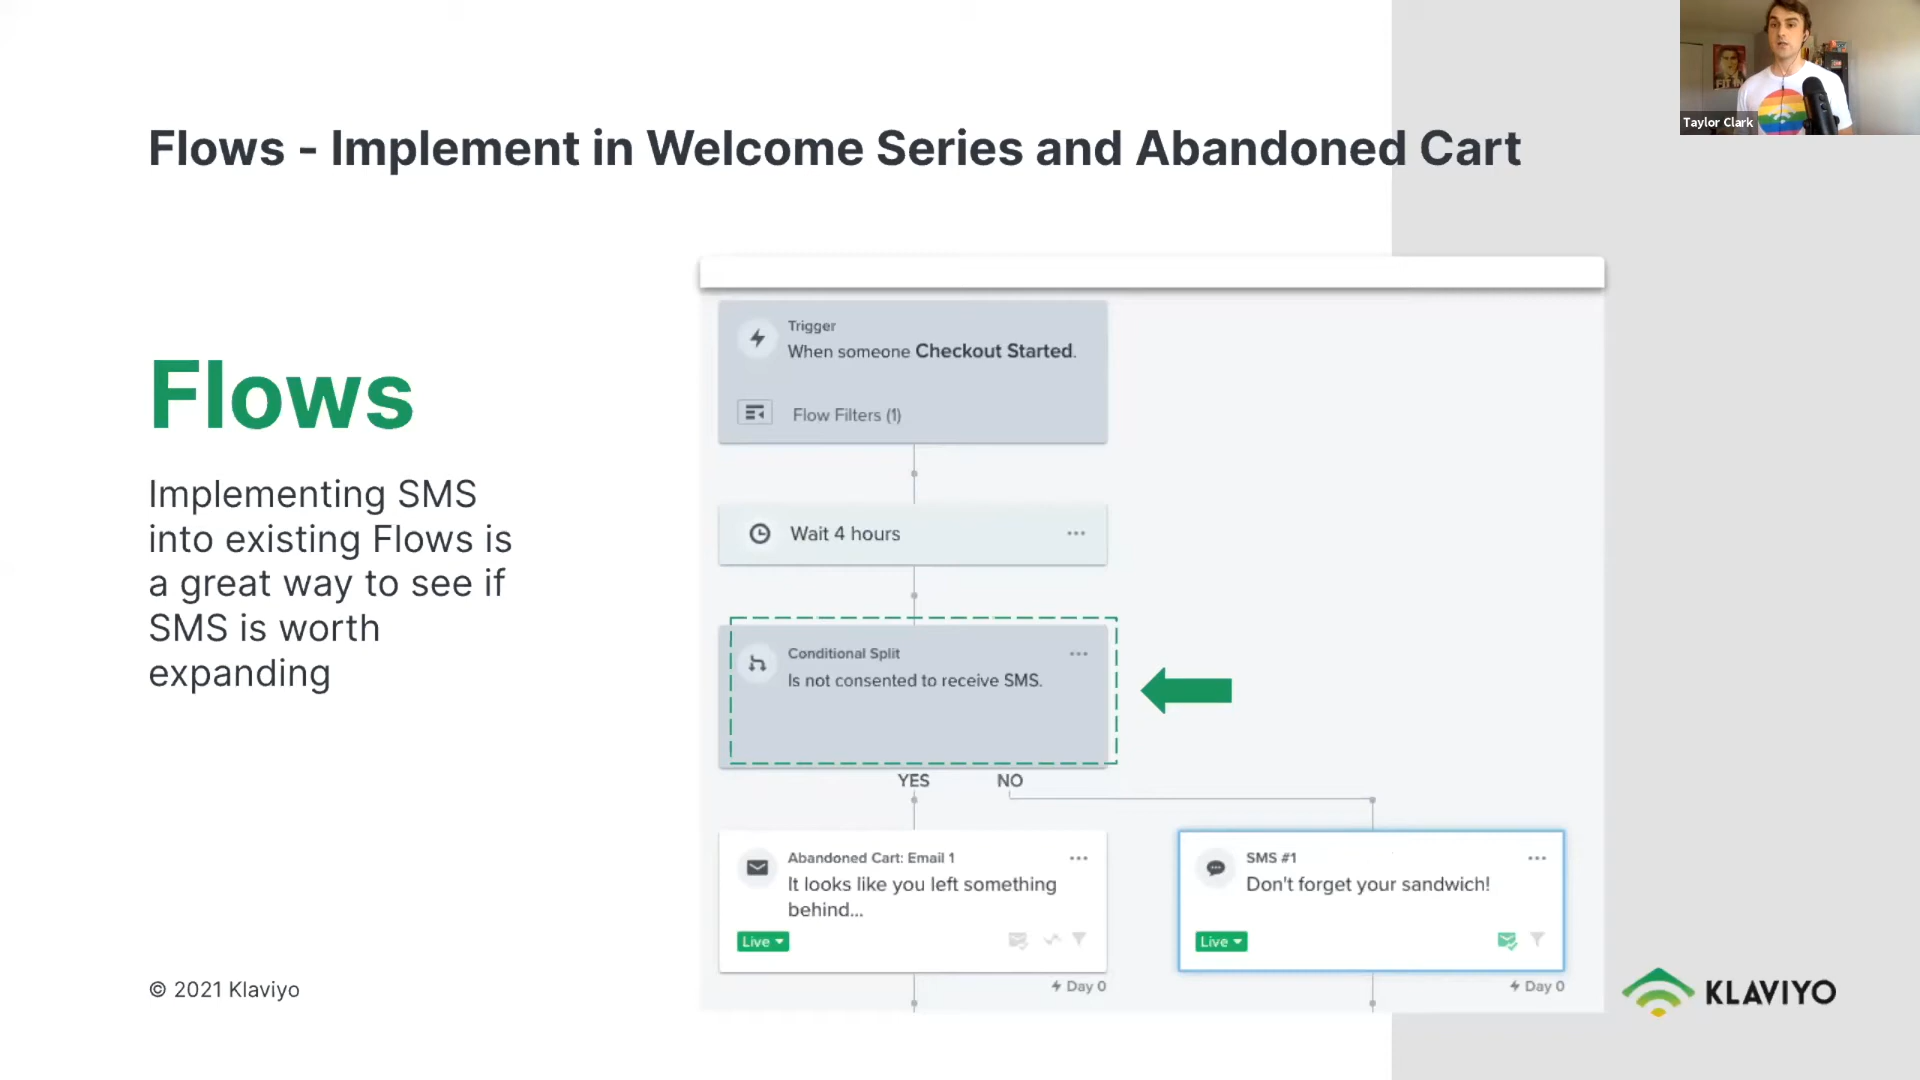 Taylor Clark
Flows - Implement in Welcome Series and Abandoned Cart
Flows
Implementing SMS
into existing Flows is
a great way to see if
SMS is worth
expanding
Trigger
When someone Checkout Started.
Flow Filters (1)
Wait 4 hours
Conditional Split
Is not consented to receive SMS.
YES
NO
Abandoned Cart: Email 1
It looks like you left something
behind...
Live
Day 0
SMS #1
Don't forget your sandwich!
Live
Day 0
© 2021 Klaviyo
KLAVIYO